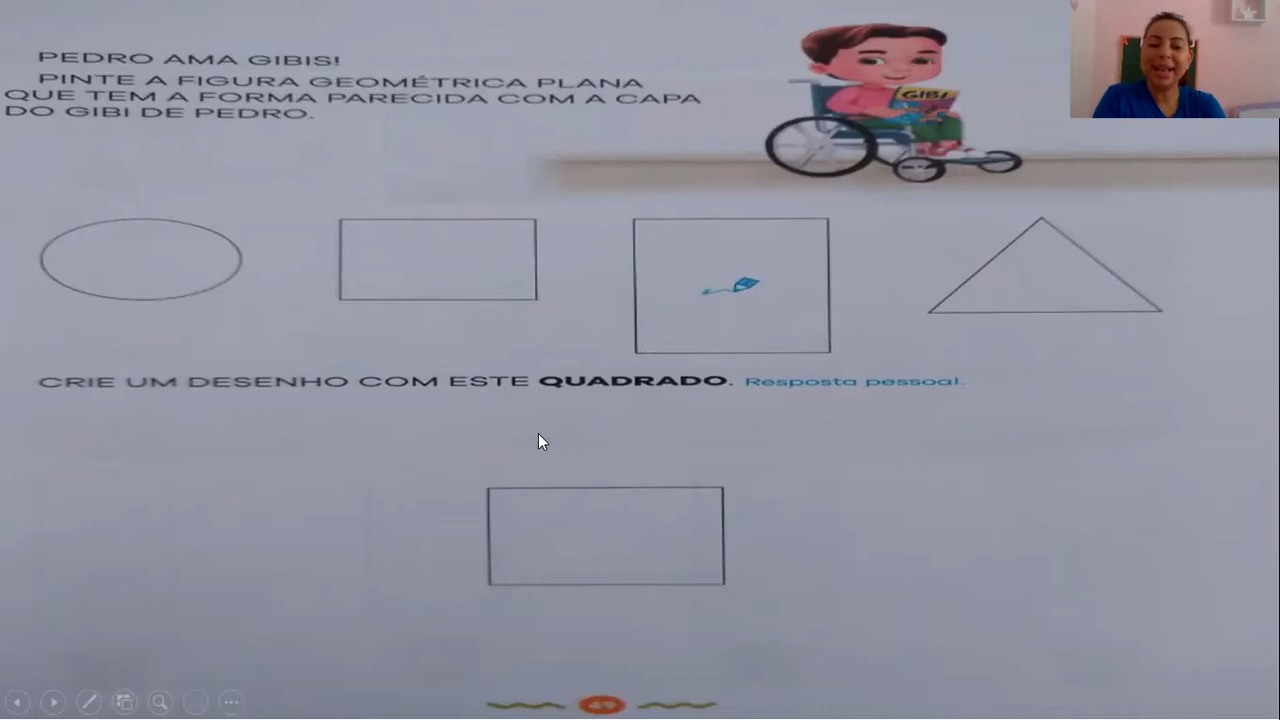 PEDRO AMA GIBIS!
PINTE A FIGURA GEOMÉTRICA PLANA
QUE TEM A FORMA PARECIDA COM A CAPA
DO GIBI DE PEDRO.
GIBI
CRIE UM DESENHO COM ESTE QUADRADO. Resposta pessoal.